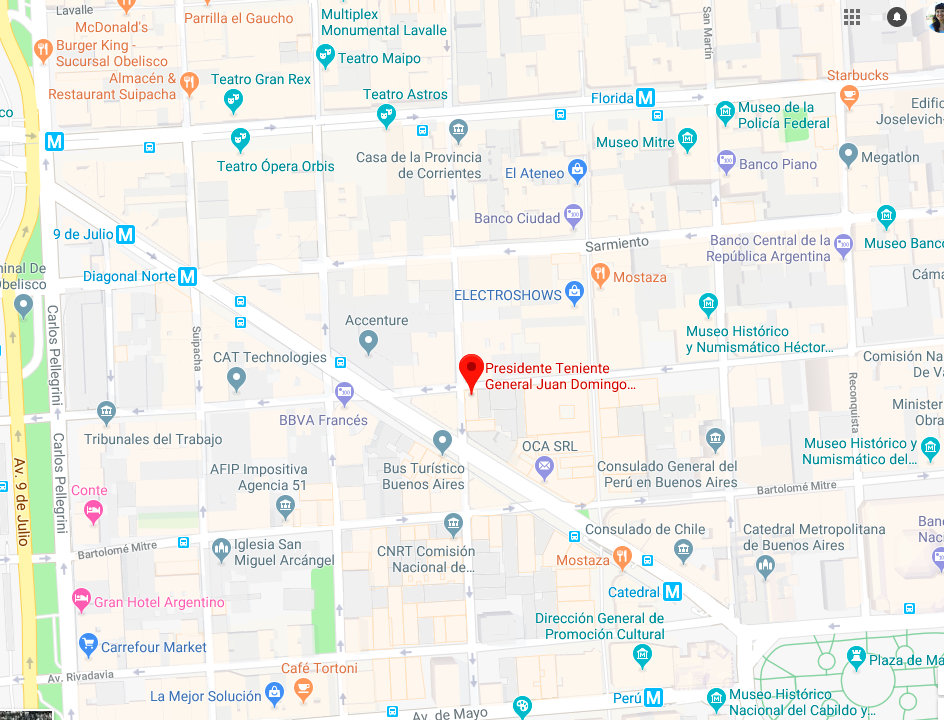 Lavalle
McDonald's
Parrilla el Gaucho
Multiplex
Monumental Lavalle
San Martín
Burger King -
Sucursal Obelisco
Teatro Maipo
Almacén &
Restaurant Suipacha
Teatro Gran Rex
Teatro Astros
Florida
Starbucks
Museo de la
Policía Federal
Edific
Joselevich-
co
Teatro Ópera Orbis
Casa de la Provincia
de Corrientes
Museo Mitre
El Ateneo
Banco Piano
Megatlon
Banco Ciudad
9 de Julio
Sarmiento
Banco Central de la
República Argentina
Museo Banco
Diagonal Norte
minal De
Obelisco
ELECTROSHOWS
Mostaza
Cáma
Carlos Pellegrini
Suipacha
Accenture
Museo Histórico
y Numismático Héctor...
CAT Technologies
Presidente Teniente
General Juan Domingo...
Comisión Na
De Va
Reconquista
BBVA Francés
Minister
Obra
Tribunales del Trabajo
Carlos Pellegrini
Av. 9 de Julio
OCA SRL
Museo Histórico y
Numismático del...
AFIP Impositiva
Agencia 51
Bus Turístico
Buenos Aires
Consulado General del
Perú en Buenos Aires
Bartolomé Mitre
Conte
Consulado de Chile
Catedral Metropolitana
de Buenos Aires
Banc
Nac
Bartolomé Mitre
Iglesia San
Miguel Arcángel
CNRT Comisión
Nacional de...
Mostaza
Gran Hotel Argentino
Catedral
Dirección General de
Promoción Cultural
Carrefour Market
Plaza de Ma
Av. Rivadavia
Café Tortoni
La Mejor Solución
Perú
Museo Histórico
Nacional del Cabildo y...
Av. de Mayo